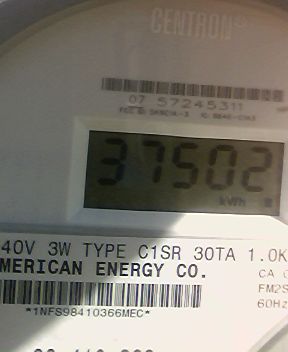 CENTRON®
07 57245311
37502
kWh
40V 3W TYPE C1SR 30TA 1.0K
MERICAN ENERGY CO.
CA
FM2S
60Hz
*1NFS98410366MEC*